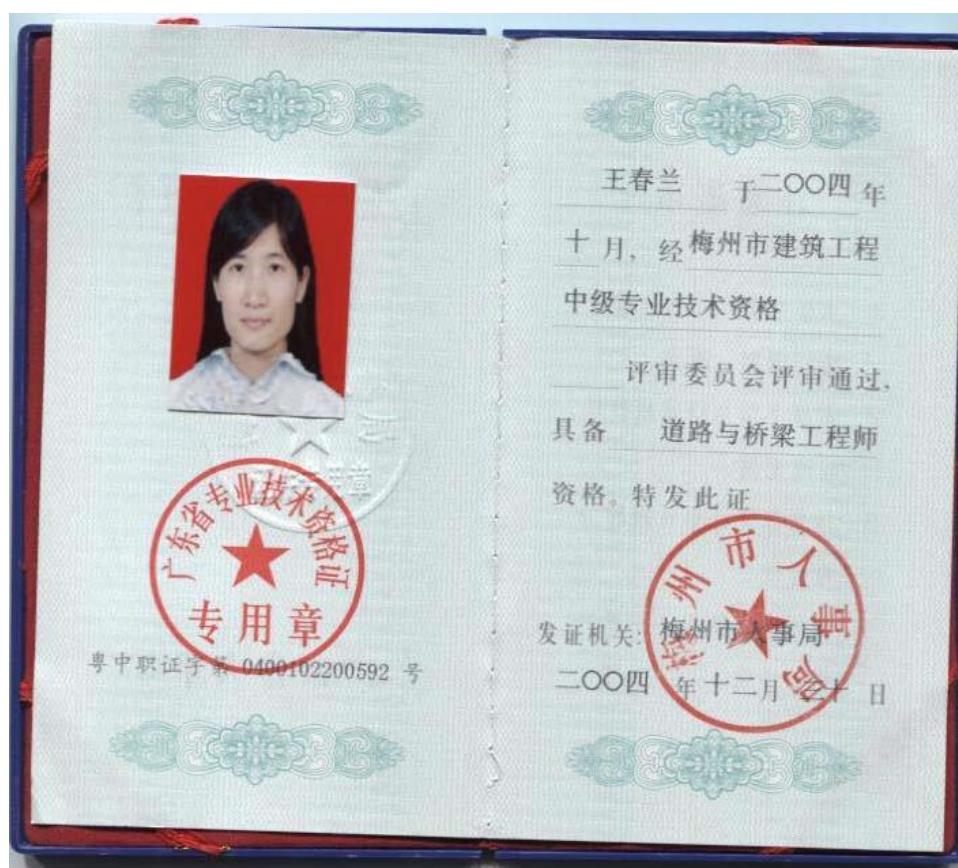 广东省专业技术资格证
专用章
粤中职证字第 0400102200592 号
王春兰 于二〇〇四年
十月，经梅州市建筑工程
中级专业技术资格
评审委员会评审通过，
具备 道路与桥梁工程师
资格。特发此证
梅州市人事局
发证机关：梅州市人事局
二〇〇四年十二月三十日